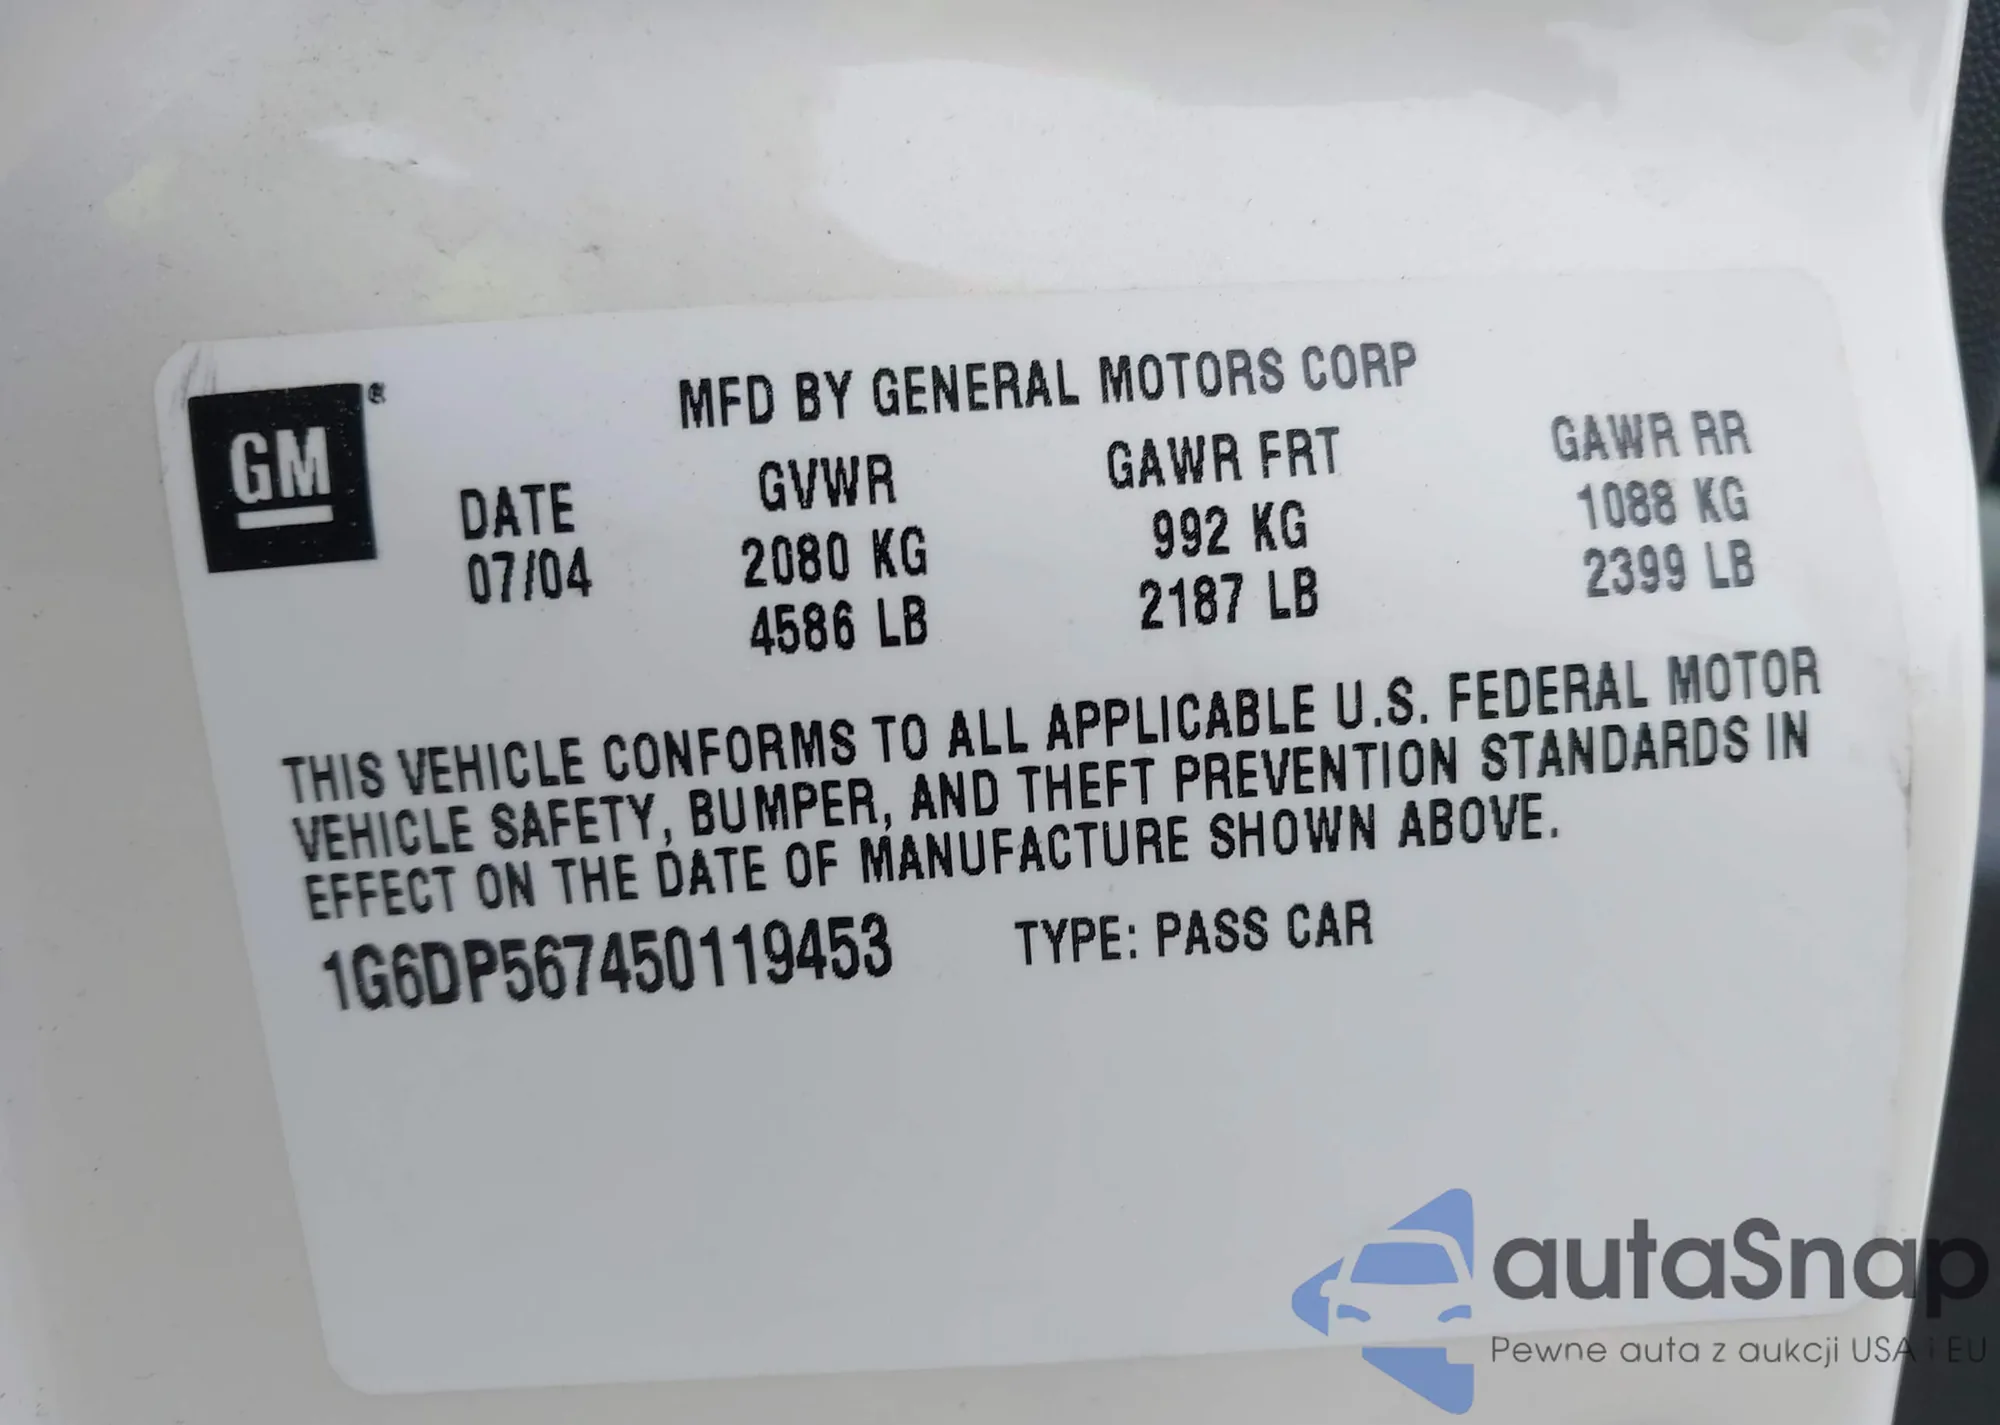 GM ®
MFD BY GENERAL MOTORS CORP
DATE GVWR GAWR FRT GAWR RR
07/04 2080 KG 992 KG 1088 KG
4586 LB 2187 LB 2399 LB
THIS VEHICLE CONFORMS TO ALL APPLICABLE U.S. FEDERAL MOTOR
VEHICLE SAFETY, BUMPER, AND THEFT PREVENTION STANDARDS IN
EFFECT ON THE DATE OF MANUFACTURE SHOWN ABOVE.
1G6DP567450119453 TYPE: PASS CAR
autaSnap
Pewne auta z aukcji USA i EU